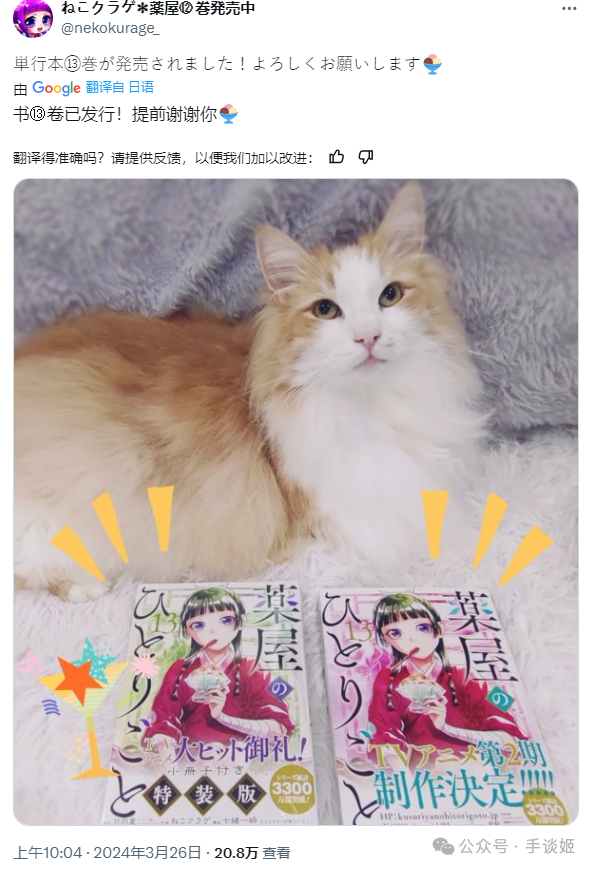 ねこクラゲ✻薬屋⑫巻発売中
@nekokurage_
単行本⑬巻が発売されました！よろしくお願いします🍨
由 Google 翻译自 日语
书⑬卷已发行！提前谢谢你🍨
翻译得准确吗？请提供反馈，以便我们加以改进：
薬屋の
ひとりごと
13
TVアニメ大ヒット御礼！
小冊子付き
特装版
シリーズ累計
3300
万部突破！
ねこクラゲ
七緒一綺
薬屋の
ひとりごと
13
TVアニメ第2期
制作決定!!!!!
シリーズ累計
3300
万部突破！
HP:kusuriyanohitorigoto.jp
上午10:04 · 2024年3月26日 · 20.8万 查看
公众号 · 手谈姬